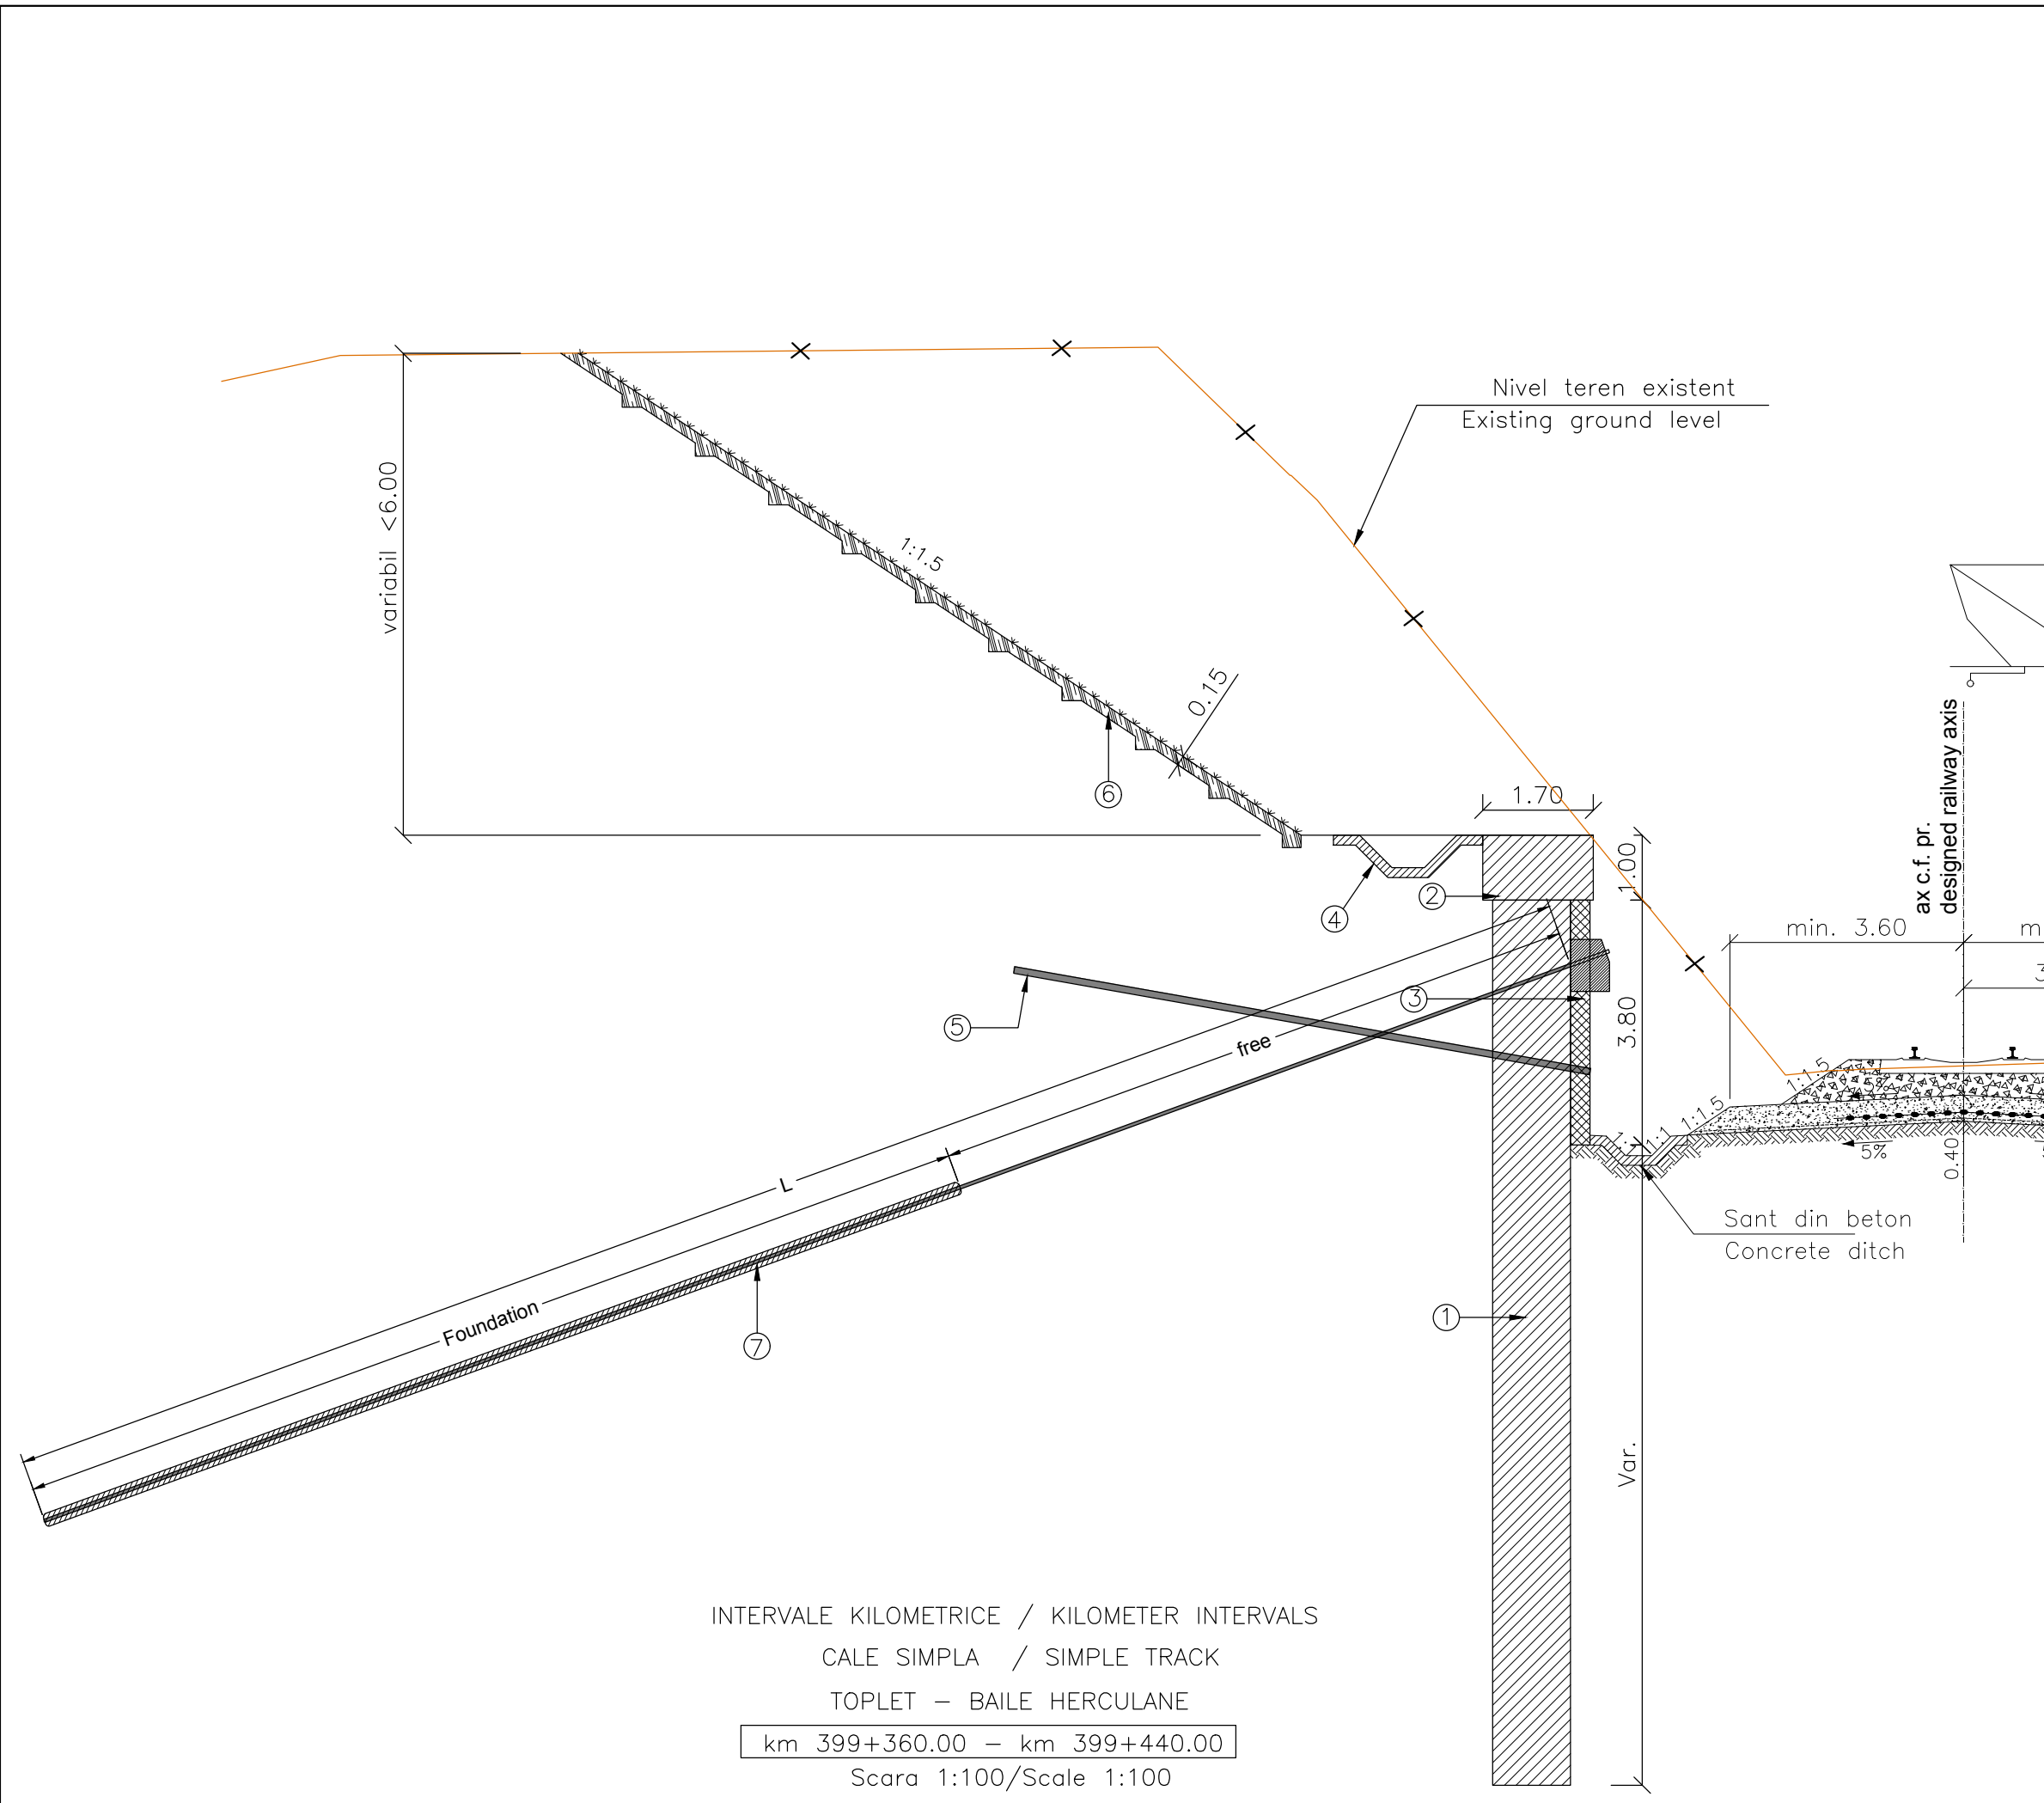 Nivel teren existent
Existing ground level
variabil <6.00
1:1.5
0.15
6
1.70
1.00
2
4
ax c.f. pr.
designed railway axis
min. 3.60
3
3.80
5
free
L
1:1.5
5%
1:1.5
1:1
5%
0.40
Sant din beton
Concrete ditch
Foundation
7
1
Var.
INTERVALE KILOMETRICE / KILOMETER INTERVALS
CALE SIMPLA / SIMPLE TRACK
TOPLET - BAILE HERCULANE
km 399+360.00 - km 399+440.00
Scara 1:100/Scale 1:100